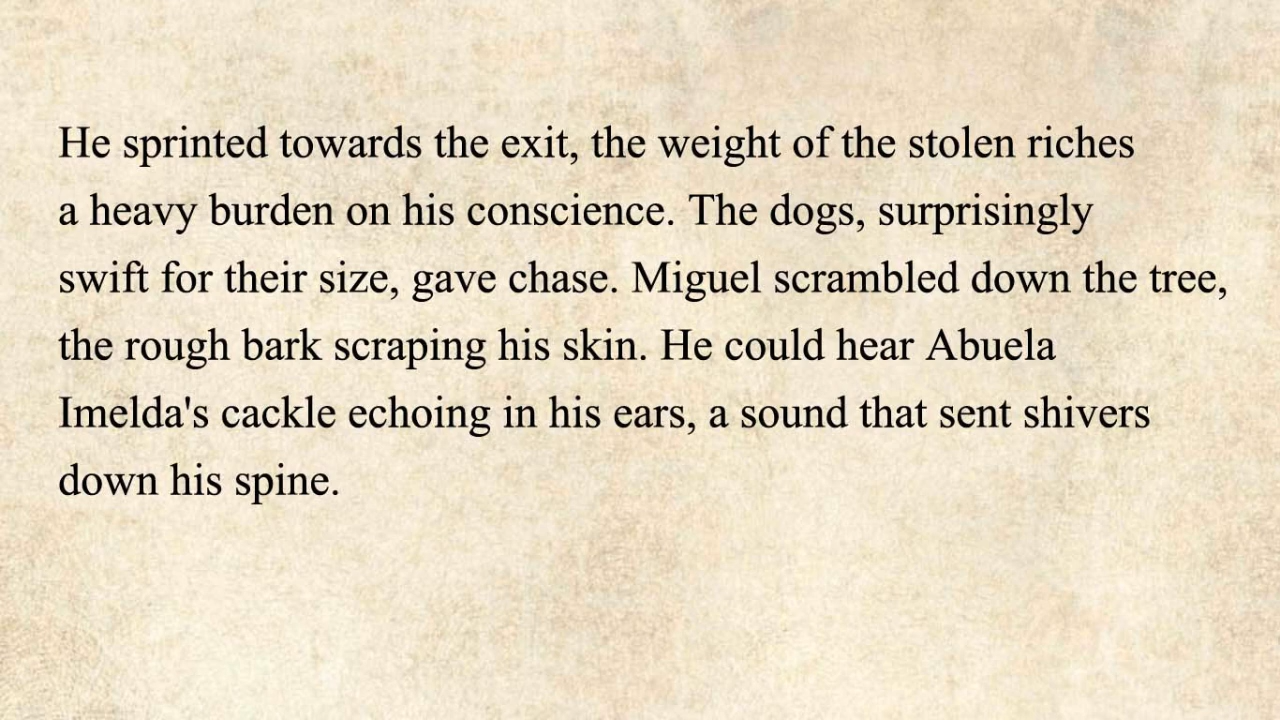 He sprinted towards the exit, the weight of the stolen riches
a heavy burden on his conscience. The dogs, surprisingly
swift for their size, gave chase. Miguel scrambled down the tree,
the rough bark scraping his skin. He could hear Abuela
Imelda's cackle echoing in his ears, a sound that sent shivers
down his spine.